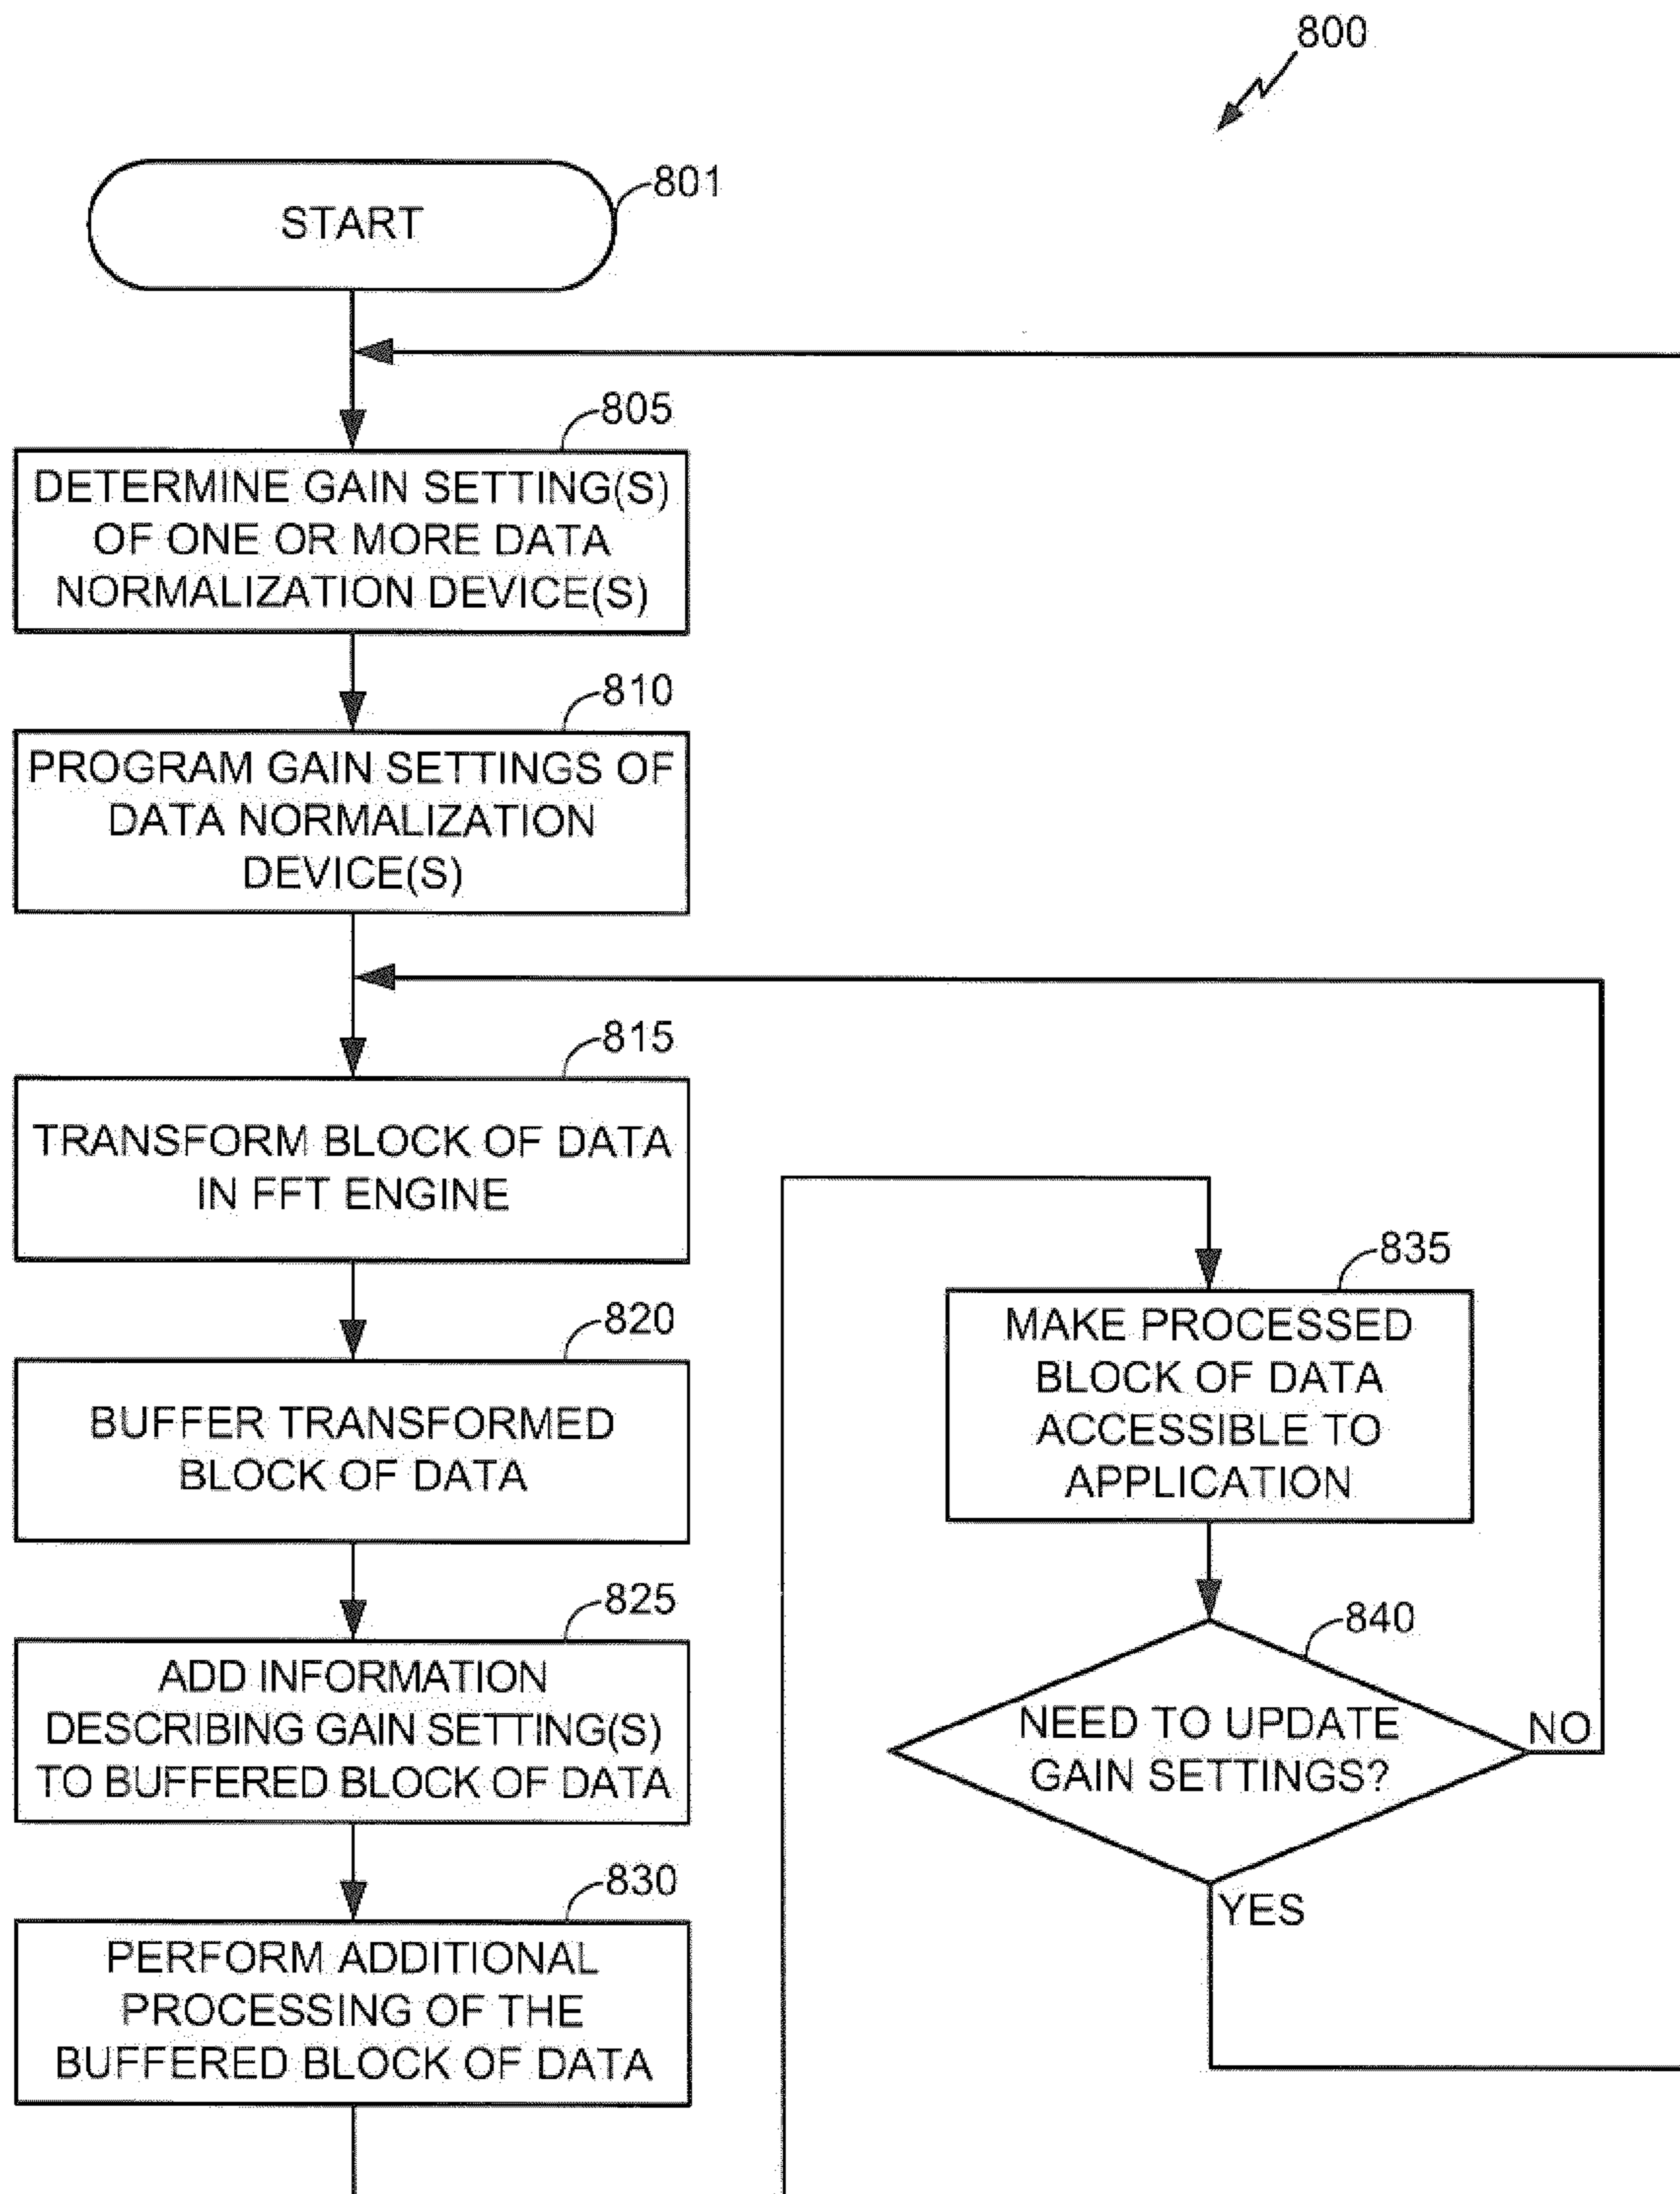 800
START
801
805
DETERMINE GAIN SETTING(S)
OF ONE OR MORE DATA
NORMALIZATION DEVICE(S)
810
PROGRAM GAIN SETTINGS OF
DATA NORMALIZATION
DEVICE(S)
815
TRANSFORM BLOCK OF DATA
IN FFT ENGINE
820
BUFFER TRANSFORMED
BLOCK OF DATA
825
ADD INFORMATION
DESCRIBING GAIN SETTING(S)
TO BUFFERED BLOCK OF DATA
830
PERFORM ADDITIONAL
PROCESSING OF THE
BUFFERED BLOCK OF DATA
835
MAKE PROCESSED
BLOCK OF DATA
ACCESSIBLE TO
APPLICATION
840
NEED TO UPDATE
GAIN SETTINGS?
NO
YES